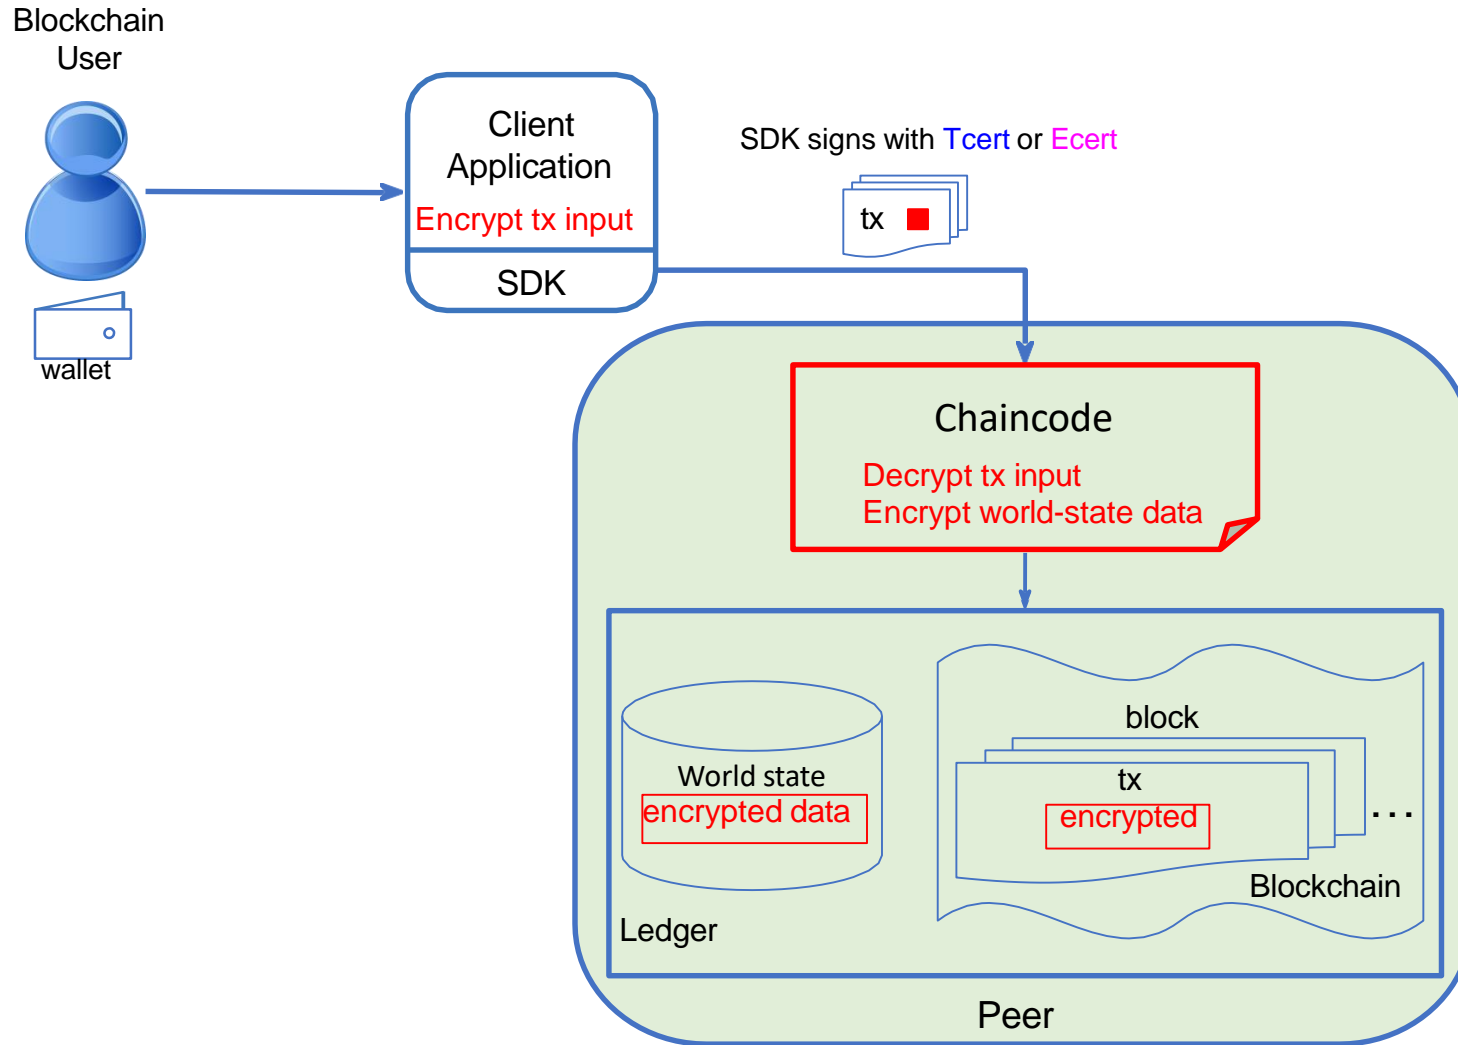 Blockchain
User
wallet
Client
Application
Encrypt tx input
SDK
SDK signs with Tcert or Ecert
tx
Chaincode
Decrypt tx input
Encrypt world-state data
World state
encrypted data
Ledger
block
tx
encrypted
...
Blockchain
Peer